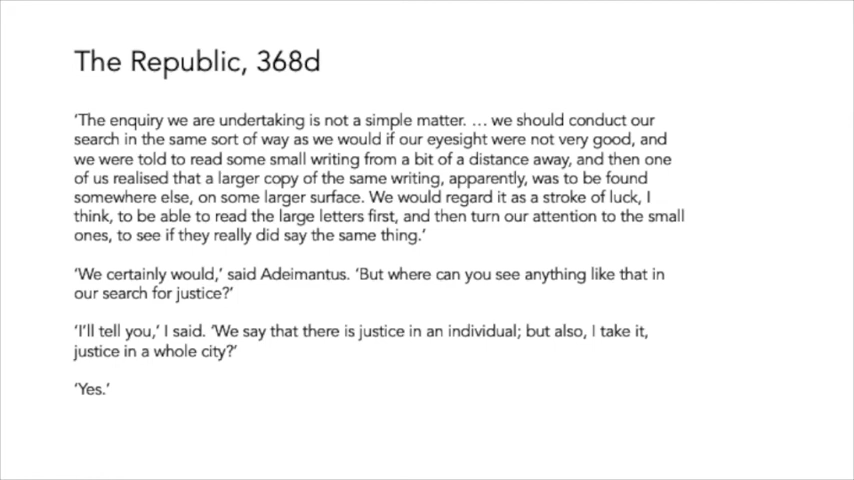 The Republic, 368d
‘The enquiry we are undertaking is not a simple matter. … we should conduct our
search in the same sort of way as we would if our eyesight were not very good, and
we were told to read some small writing from a bit of a distance away, and then one
of us realised that a larger copy of the same writing, apparently, was to be found
somewhere else, on some larger surface. We would regard it as a stroke of luck, I
think, to be able to read the large letters first, and then turn our attention to the small
ones, to see if they really did say the same thing.’
‘We certainly would,’ said Adeimantus. ‘But where can you see anything like that in
our search for justice?’
‘I’ll tell you,’ I said. ‘We say that there is justice in an individual; but also, I take it,
justice in a whole city?’
‘Yes.’